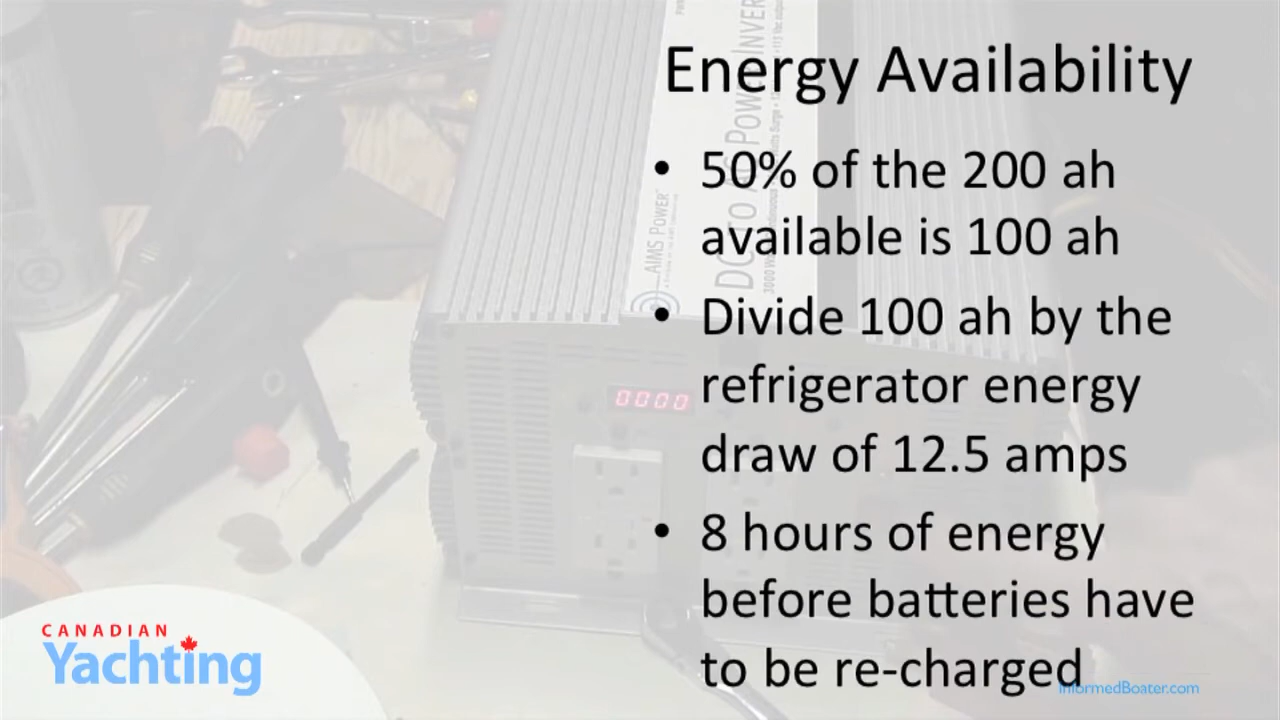 Energy Availability
• 50% of the 200 ah
available is 100 ah
• Divide 100 ah by the
refrigerator energy
draw of 12.5 amps
• 8 hours of energy
before batteries have
to be re-charged
AIMS POWER
DC TO AC POWER INVER
0000
CANADIAN
Yachting
InformedBoater.com